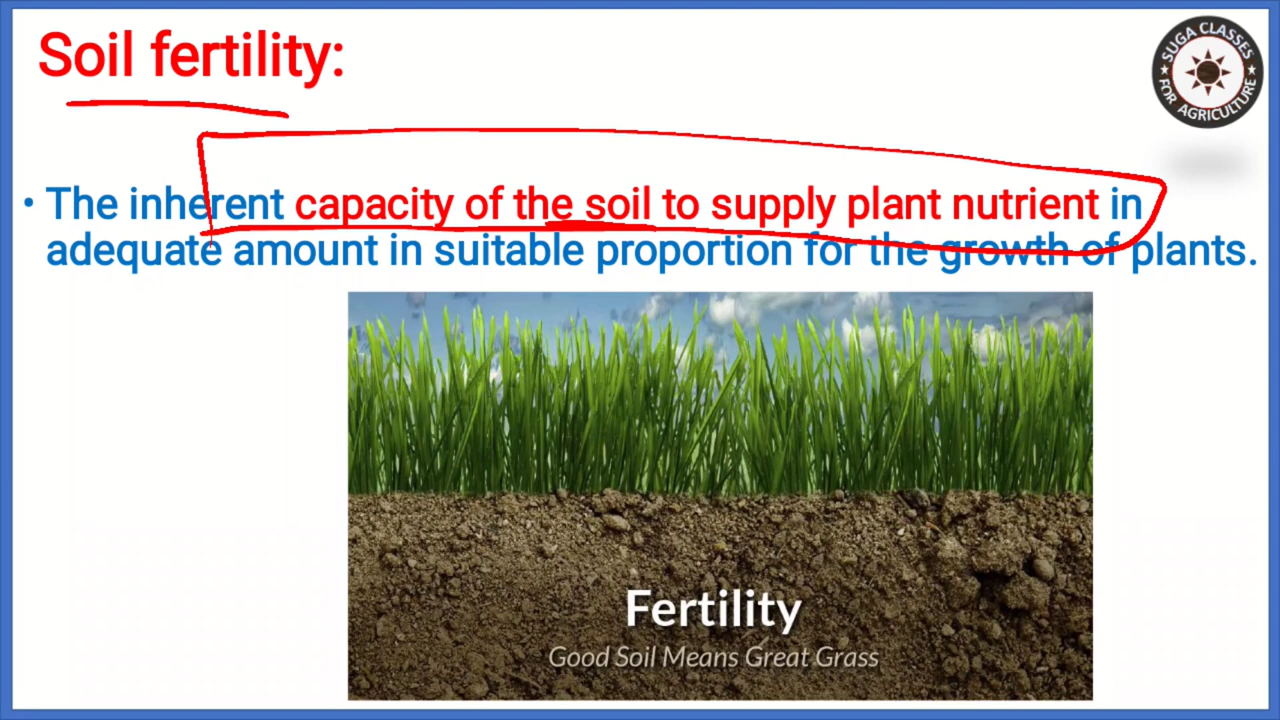 Soil fertility:
SUGA CLASSES
FOR AGRICULTURE
• The inherent capacity of the soil to supply plant nutrient in
adequate amount in suitable proportion for the growth of plants.
Fertility
Good Soil Means Great Grass